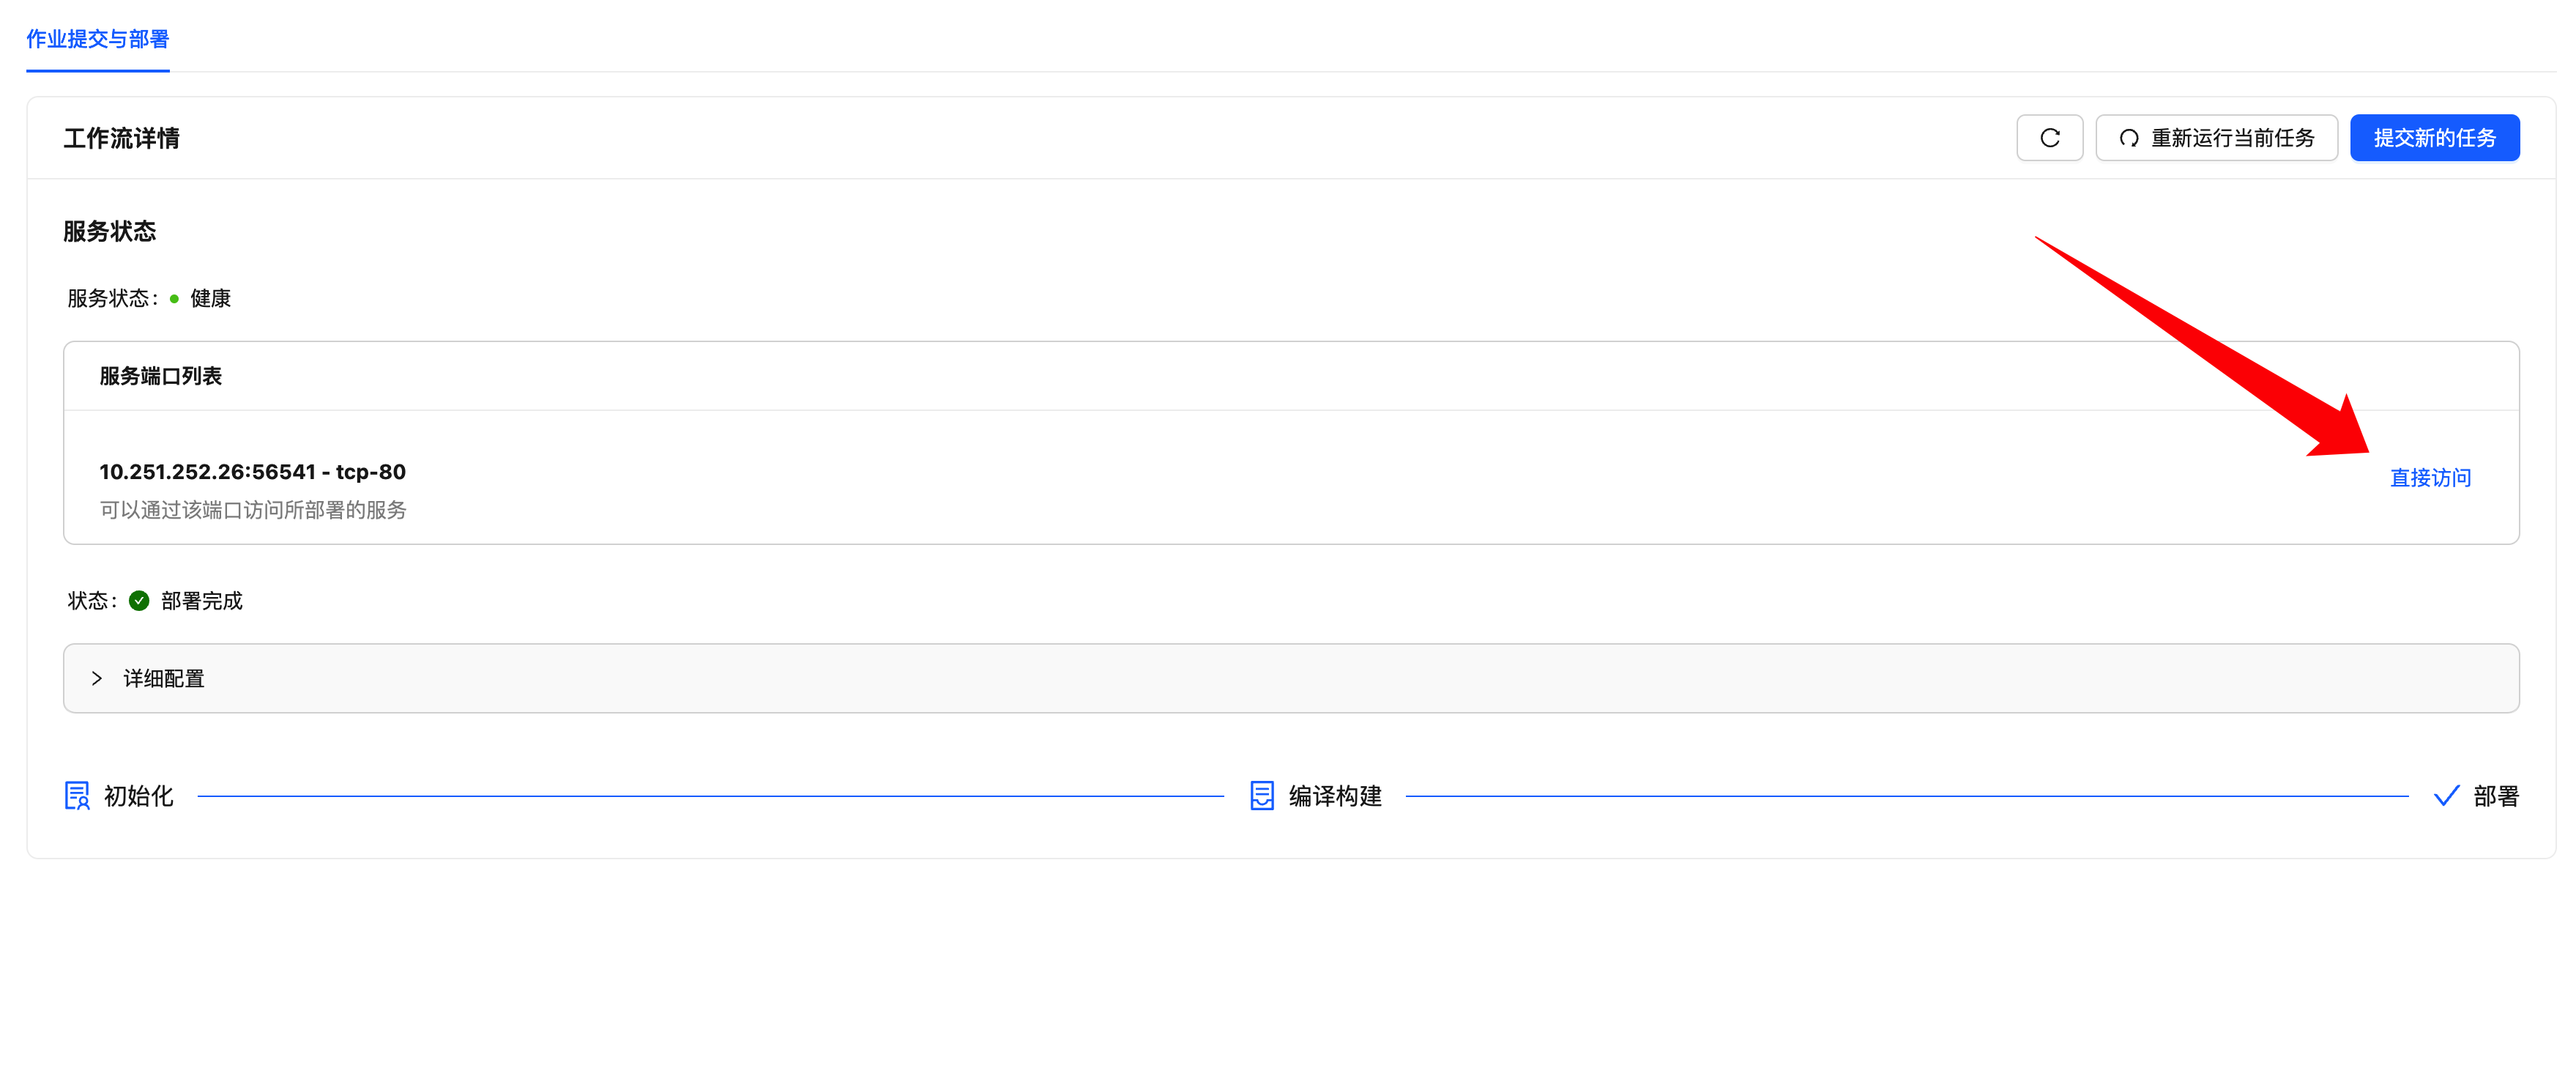 作业提交与部署
工作流详情
重新运行当前任务
提交新的任务
服务状态
服务状态： 健康
服务端口列表
10.251.252.26:56541 - tcp-80
可以通过该端口访问所部署的服务
直接访问
状态： 部署完成
详细配置
初始化
编译构建
部署